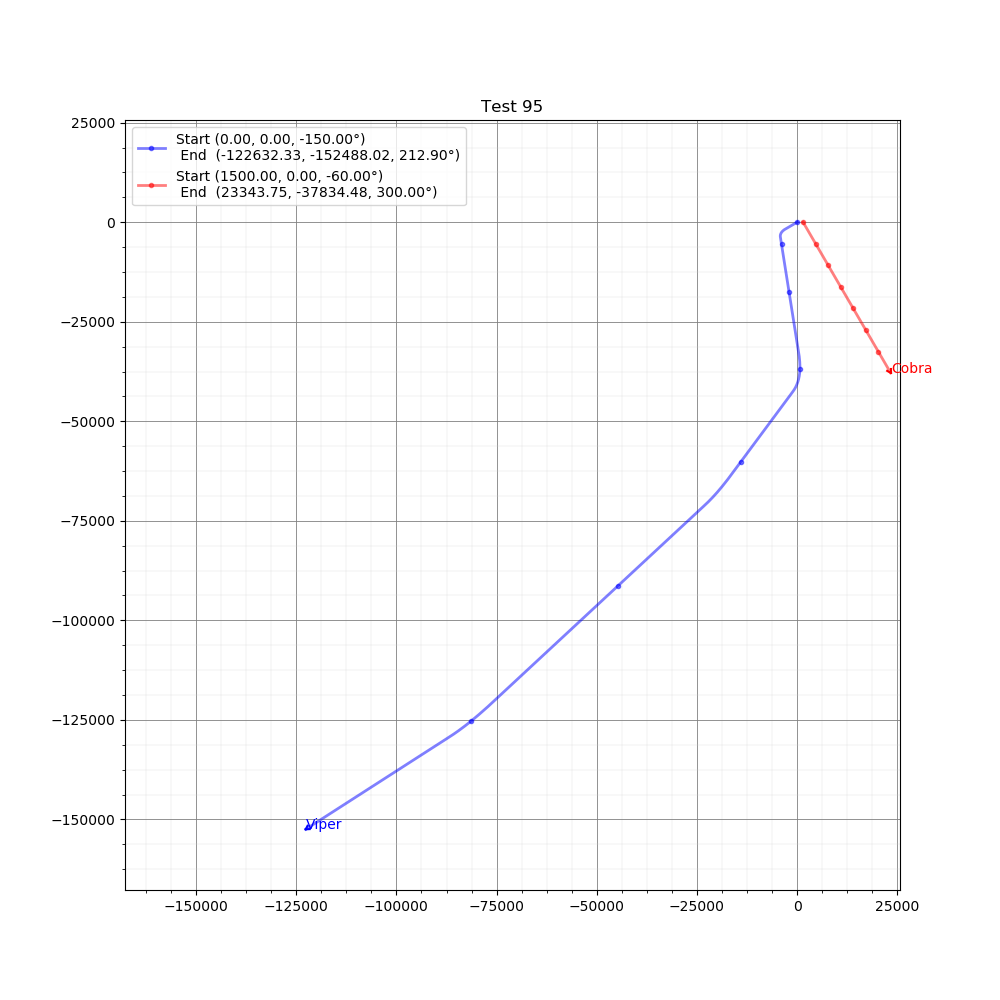 Test 95
Start (0.00, 0.00, -150.00°)
End (-122632.33, -152488.02, 212.90°)
Start (1500.00, 0.00, -60.00°)
End (23343.75, -37834.48, 300.00°)
25000
0
−25000
−50000
−75000
−100000
−125000
−150000
Cobra
Viper
−150000 −125000 −100000 −75000 −50000 −25000 0 25000